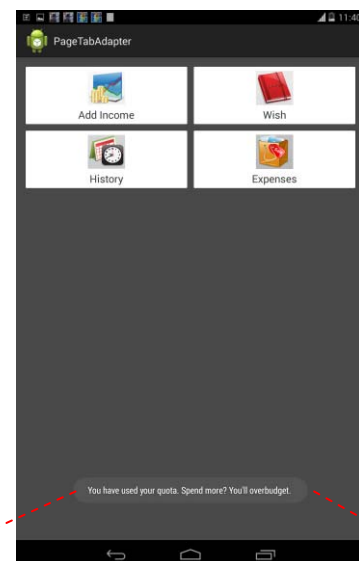 11:40
PageTabAdapter
Add Income
Wish
History
Expenses
You have used your quota. Spend more? You'll overbudget.